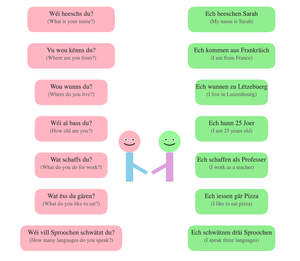 Wéi heeschs du?
(What is your name?)
Vu wou kënns du?
(Where are you from?)
Wou wunns du?
(Where do you live?)
Wéi al bass du?
(How old are you?)
Wat schaffs du?
(What do you do for work?)
Wat ëss du gären?
(What do you like to eat?)
Wéi vill Sproochen schwätzt du?
(How many languages do you speak?)
Ech heeschen Sarah
(My name is Sarah)
Ech kommen aus Frankräich
(I am from France)
Ech wunnen zu Lëtzebuerg
(I live in Luxembourg)
Ech hunn 25 Joer
(I am 25 years old)
Ech schaffen als Professer
(I work as a teacher)
Ech iessen gär Pizza
(I like to eat pizza)
Ech schwätzen dräi Sproochen
(I speak three languages)